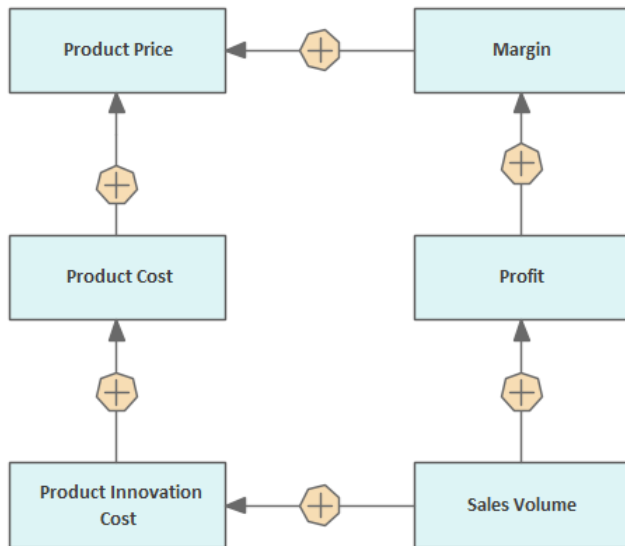 Product Price
Margin
Product Cost
Profit
Product Innovation
Cost
Sales Volume